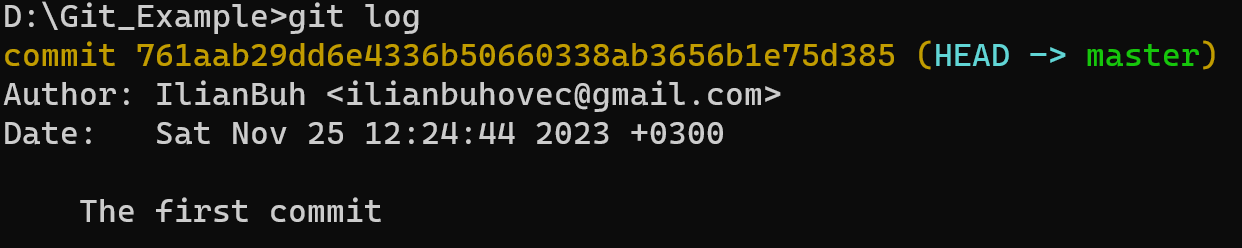 D:\Git_Example>git log
commit 761aab29dd6e4336b50660338ab3656b1e75d385 (HEAD -> master)
Author: IlianBuh <ilianbuhovec@gmail.com>
Date:   Sat Nov 25 12:24:44 2023 +0300
    The first commit